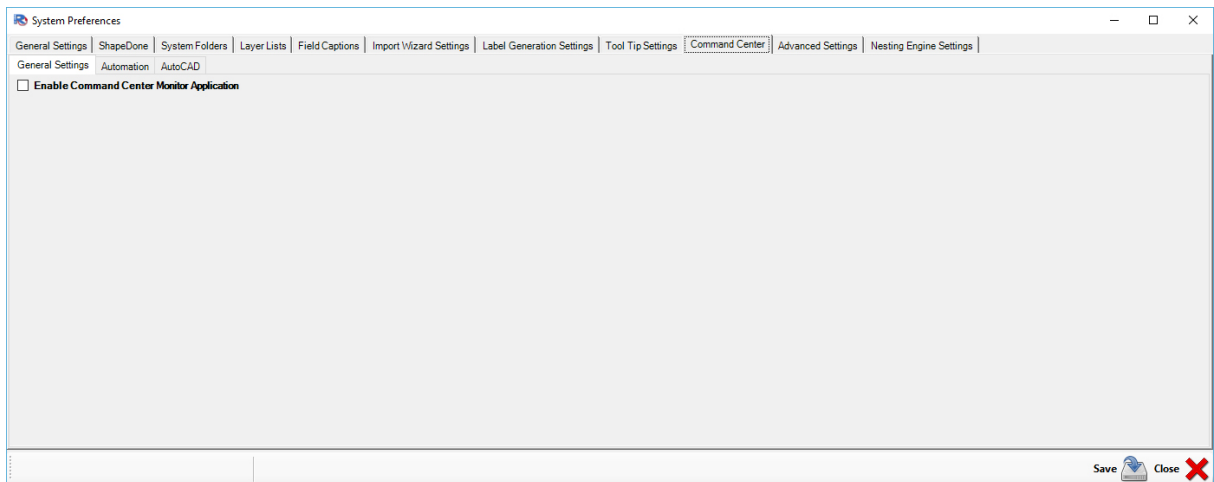 System Preferences
General Settings ShapeDone System Folders Layer Lists Field Captions Import Wizard Settings Label Generation Settings Tool Tip Settings Command Center Advanced Settings Nesting Engine Settings
General Settings Automation AutoCAD
Enable Command Center Monitor Application
Save Close